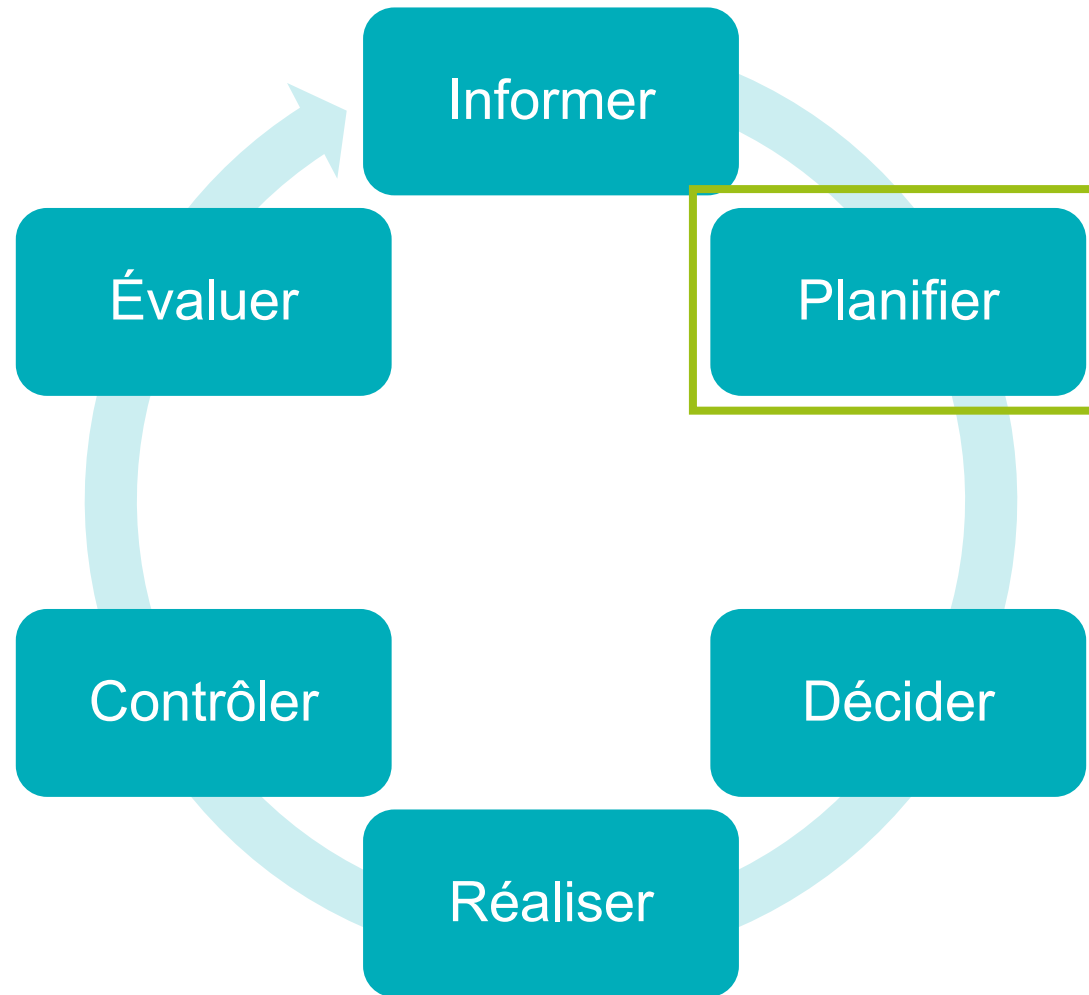 Informer
Planifier
Décider
Réaliser
Contrôler
Évaluer